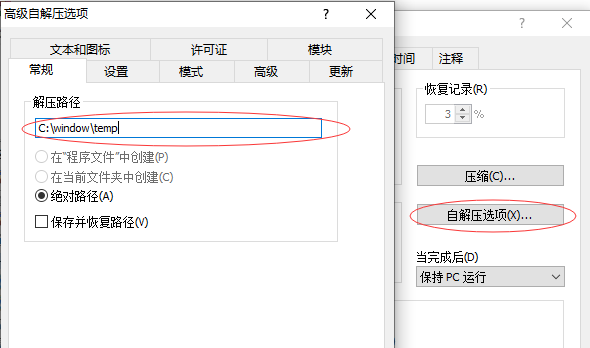 高级自解压选项
文本和图标 许可证 模块
常规 设置 模式 高级 更新
解压路径
C:\window\temp
在"程序文件"中创建(P)
在当前文件夹中创建(C)
绝对路径(A)
保存并恢复路径(V)
时间 注释
恢复记录(R)
3 %
压缩(C)...
自解压选项(X)...
当完成后(D)
保持 PC 运行